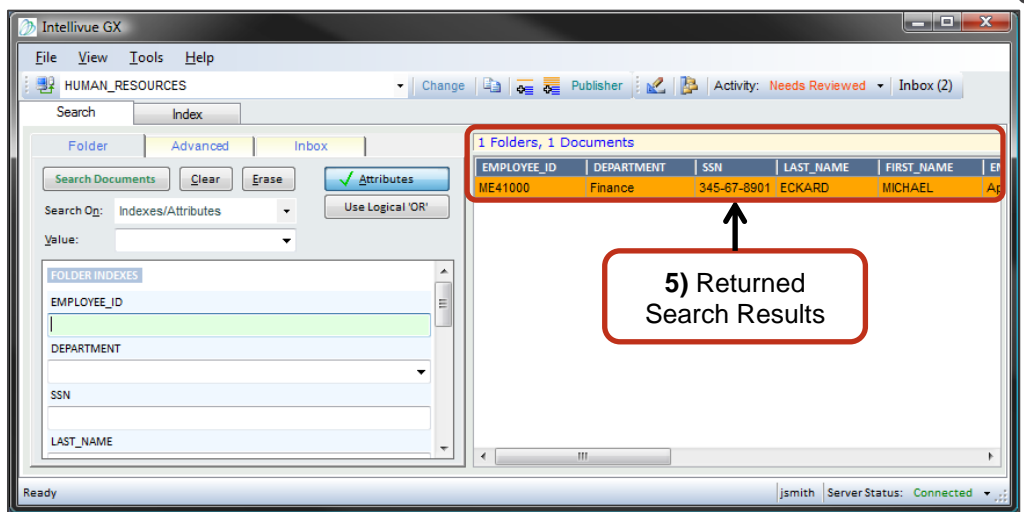 Intellivue GX
File View Tools Help
HUMAN_RESOURCES Change Publisher Activity: Needs Reviewed Inbox (2)
Search Index
Folder Advanced Inbox
Search Documents Clear Erase Attributes
Search On: Indexes/Attributes Use Logical 'OR'
Value:
FOLDER INDEXES
EMPLOYEE_ID
DEPARTMENT
SSN
LAST_NAME
1 Folders, 1 Documents
EMPLOYEE_ID DEPARTMENT SSN LAST_NAME FIRST_NAME
ME41000 Finance 345-67-8901 ECKARD MICHAEL Ap
5) Returned
Search Results
Ready jsmith Server Status: Connected